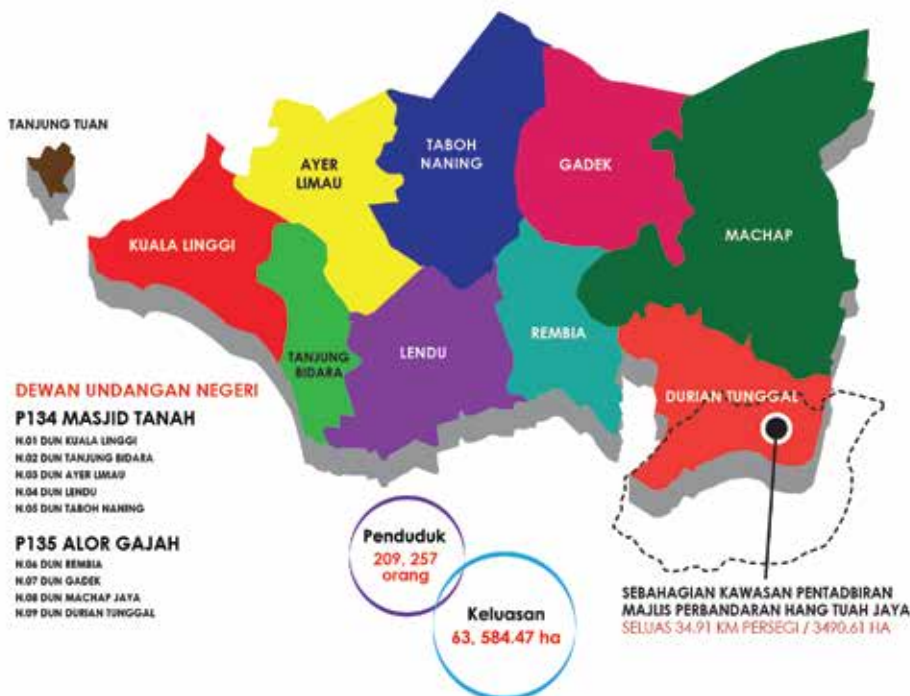 TANJUNG TUAN
KUALA LINGGI
AYER
LIMAU
TABOH
NANING
GADEK
MACHAP
TANJUNG
BIDARA
LENDU
REMBIA
DURIAN TUNGGAL
DEWAN UNDANGAN NEGERI
P134 MASJID TANAH
N.01 DUN KUALA LINGGI
N.02 DUN TANJUNG BIDARA
N.03 DUN AYER LIMAU
N.04 DUN LENDU
N.05 DUN TABOH NANING
P135 ALOR GAJAH
N.06 DUN REMBIA
N.07 DUN GADEK
N.08 DUN MACHAP JAYA
N.09 DUN DURIAN TUNGGAL
Penduduk
209, 257
orang
Keluasan
63, 584.47 ha
SEBAHAGIAN KAWASAN PENTADBIRAN
MAJLIS PERBANDARAN HANG TUAH JAYA
SELUAS 34.91 KM PERSEGI / 3490.61 HA